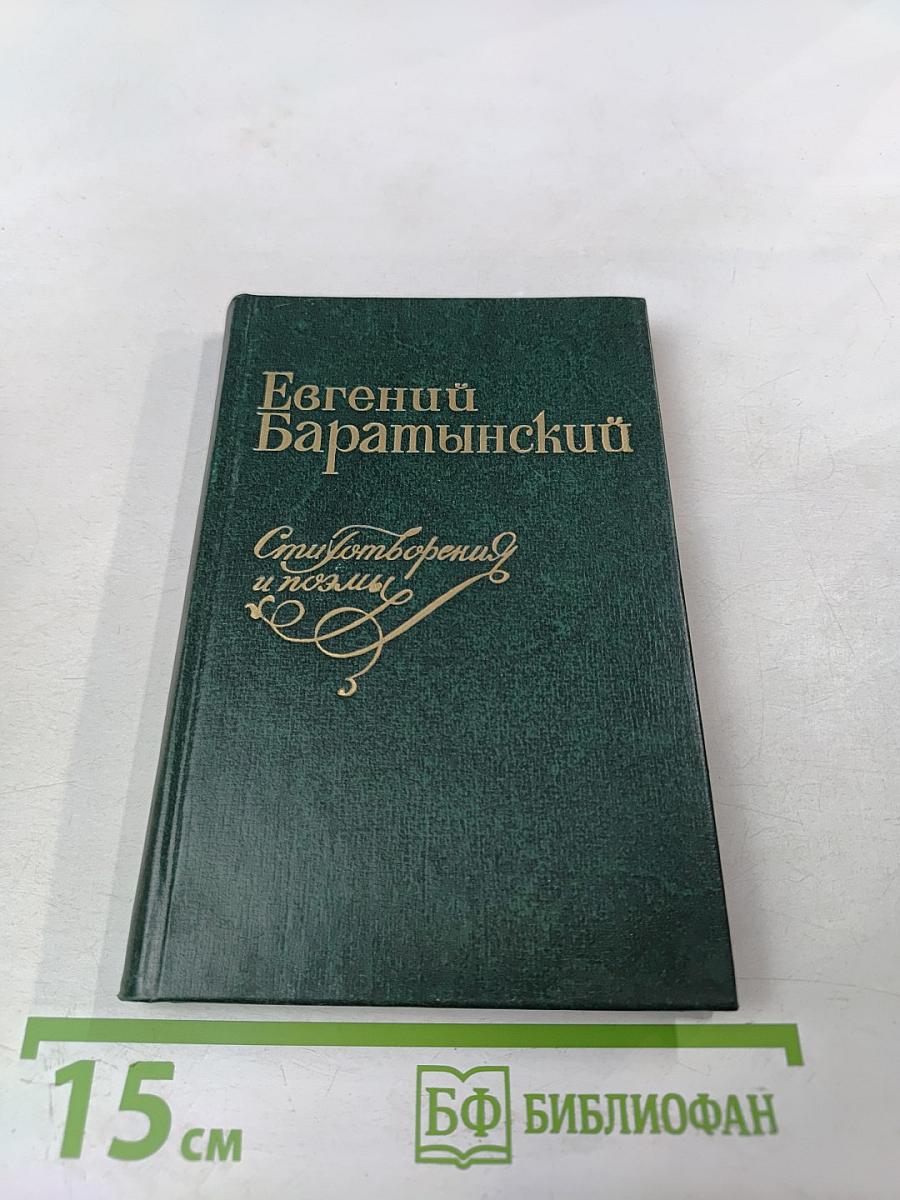 Евгений
Баратынский
Стихотворения
и поэмы
15 см
БФ БИБЛИОФАН